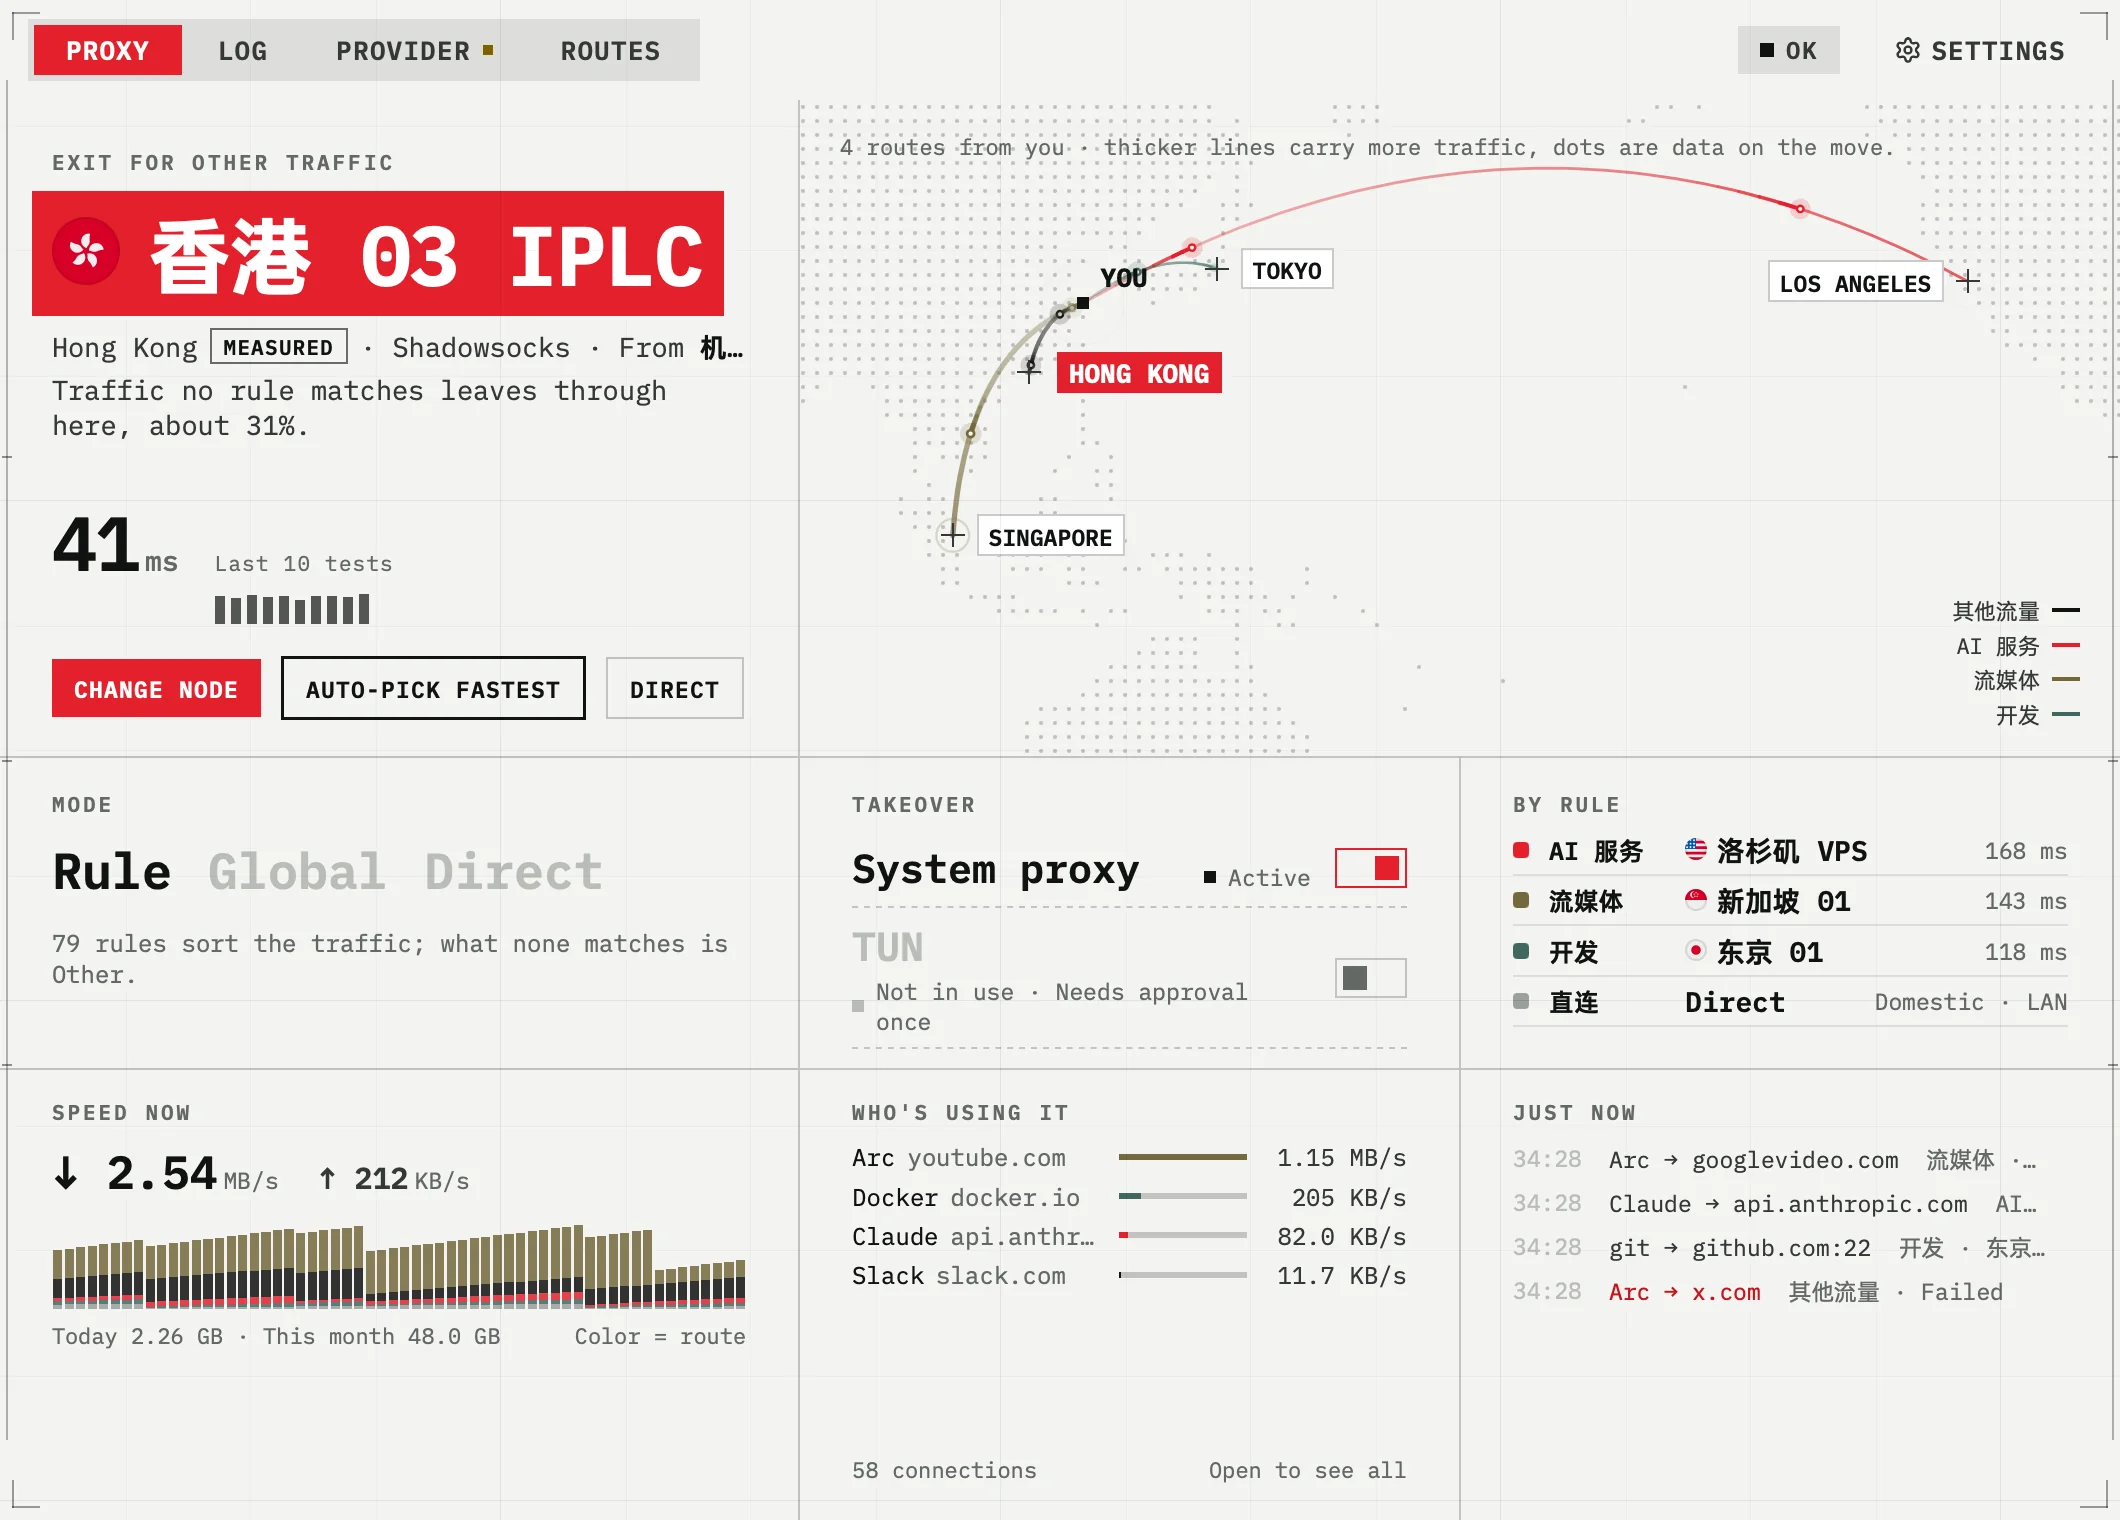 PROXY LOG PROVIDER ROUTES
OK SETTINGS
EXIT FOR OTHER TRAFFIC
香港 03 IPLC
Hong Kong MEASURED · Shadowsocks · From 机…
Traffic no rule matches leaves through
here, about 31%.
41 ms
Last 10 tests
CHANGE NODE AUTO-PICK FASTEST DIRECT
4 routes from you · thicker lines carry more traffic, dots are data on the move.
YOU
TOKYO
LOS ANGELES
HONG KONG
SINGAPORE
其他流量
AI 服务
流媒体
开发
MODE
Rule Global Direct
79 rules sort the traffic; what none matches is
Other.
TAKEOVER
System proxy Active
TUN
Not in use · Needs approval
once
BY RULE
AI 服务 洛杉矶 VPS 168 ms
流媒体 新加坡 01 143 ms
开发 东京 01 118 ms
直连 Direct Domestic · LAN
SPEED NOW
↓ 2.54 MB/s ↑ 212 KB/s
Today 2.26 GB · This month 48.0 GB Color = route
WHO'S USING IT
Arc youtube.com 1.15 MB/s
Docker docker.io 205 KB/s
Claude api.anthr… 82.0 KB/s
Slack slack.com 11.7 KB/s
58 connections Open to see all
JUST NOW
34:28 Arc → googlevideo.com 流媒体 ·…
34:28 Claude → api.anthropic.com AI…
34:28 git → github.com:22 开发 · 东京…
34:28 Arc → x.com 其他流量 · Failed